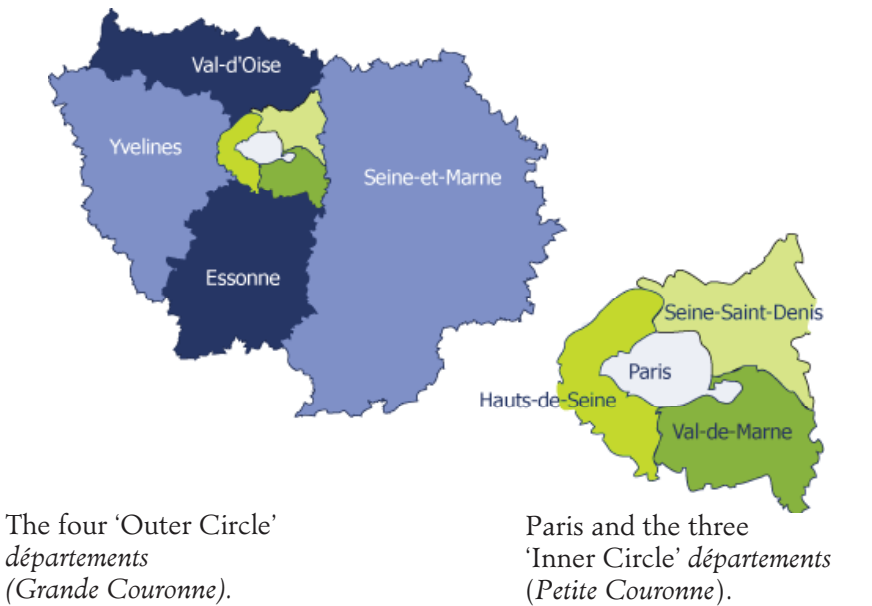 Val-d'Oise
Yvelines
Seine-et-Marne
Essonne
Seine-Saint-Denis
Paris
Hauts-de-Seine
Val-de-Marne
The four ‘Outer Circle’
départements
(Grande Couronne).
Paris and the three
‘Inner Circle’ départements
(Petite Couronne).